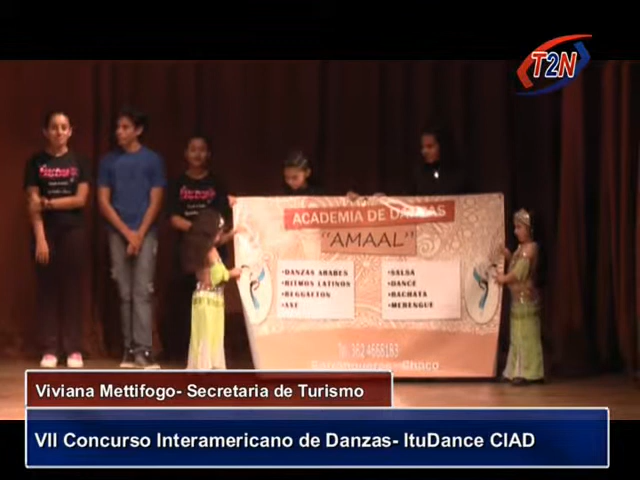 T2N
ACADEMIA DE DANZAS
"AMAAL"
•DANZAS ARABES
•RITMOS LATINOS
•REGGAETON
•AXE
•SALSA
•DANCE
•BACHATA
•MERENGUE
Chaco
Viviana Mettifogo- Secretaria de Turismo
VII Concurso Interamericano de Danzas- ItuDance CIAD